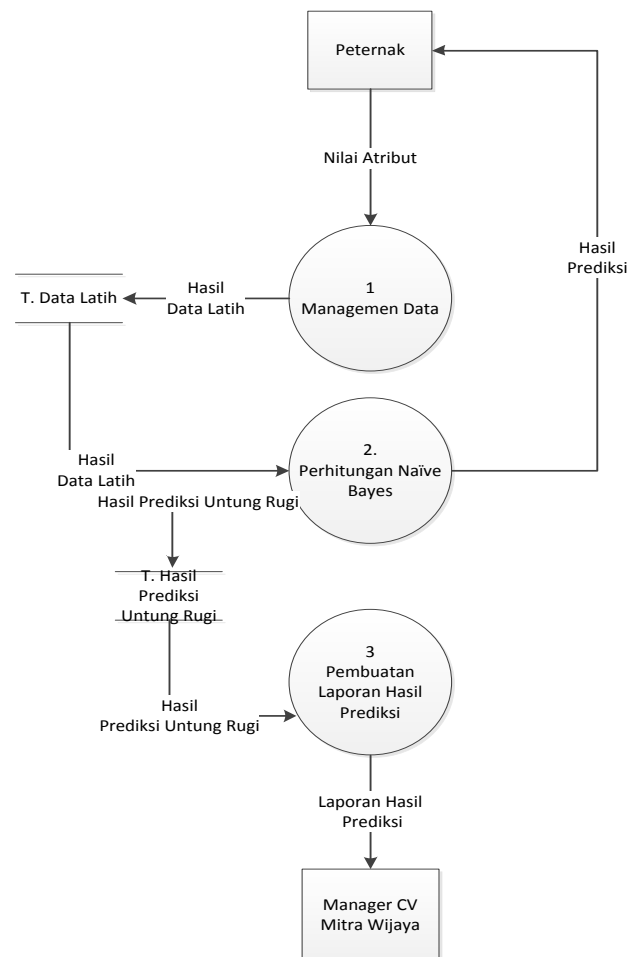 Peternak
Nilai Atribut
Hasil
Prediksi
1
Managemen Data
Hasil
Data Latih
T. Data Latih
2.
Perhitungan Naïve
Bayes
Hasil
Data Latih
Hasil Prediksi Untung Rugi
T. Hasil
Prediksi
Untung Rugi
3
Pembuatan
Laporan Hasil
Prediksi
Hasil
Prediksi Untung Rugi
Laporan Hasil
Prediksi
Manager CV
Mitra Wijaya